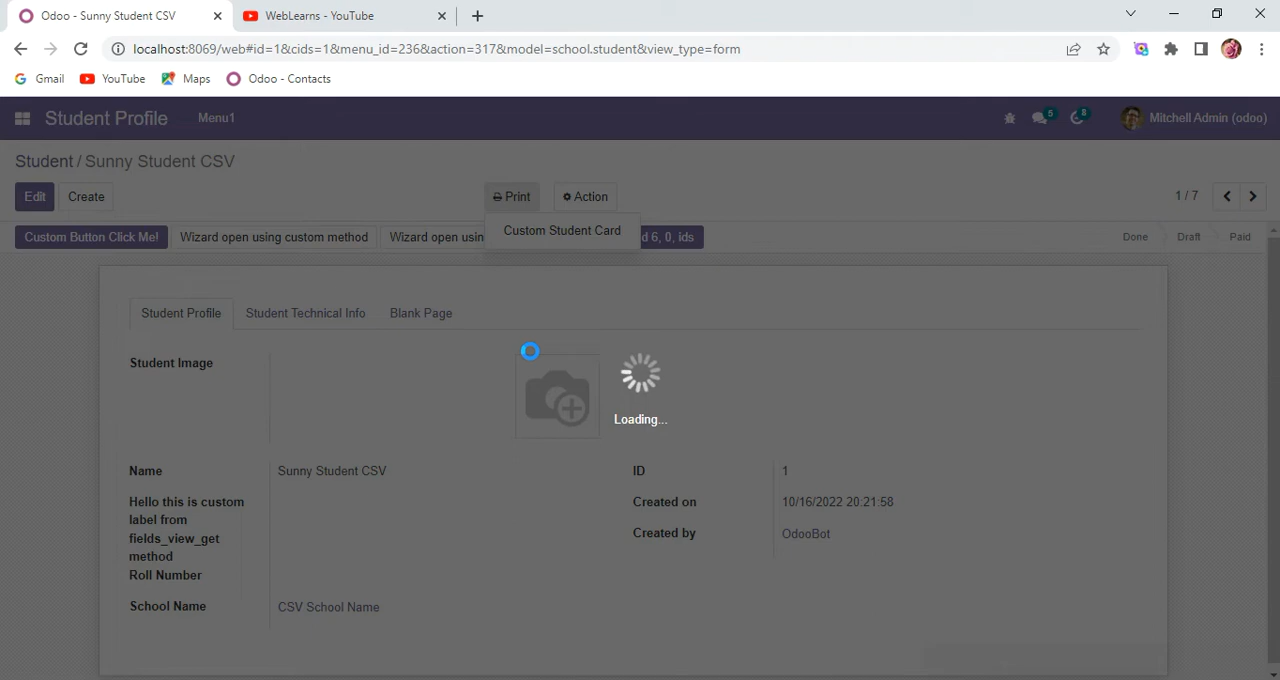 Odoo - Sunny Student CSV
WebLearns - YouTube
localhost:8069/web#id=1&cids=1&menu_id=236&action=317&model=school.student&view_type=form
Gmail
YouTube
Maps
Odoo - Contacts
Student Profile
Menu1
5
8
Mitchell Admin (odoo)
Student / Sunny Student CSV
Edit
Create
Print
Action
1 / 7
Custom Student Card
Custom Button Click Me!
Wizard open using custom method
Wizard open using
d 6, 0, ids
Done
Draft
Paid
Student Profile
Student Technical Info
Blank Page
Student Image
Loading...
Name
Sunny Student CSV
ID
1
Hello this is custom
label from
fields_view_get
method
Created on
10/16/2022 20:21:58
Created by
OdooBot
Roll Number
School Name
CSV School Name